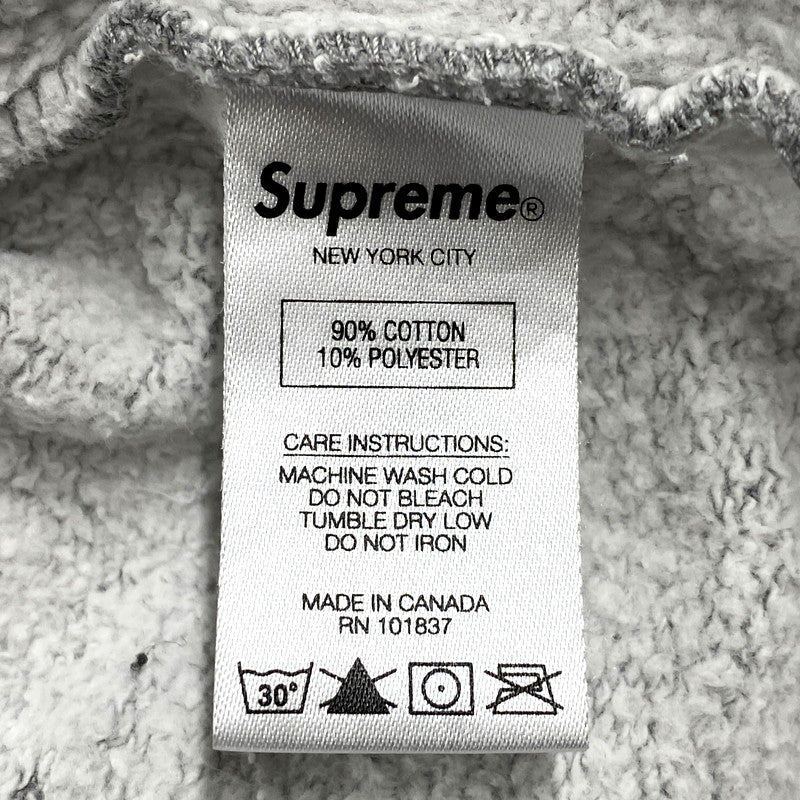 Supreme®
NEW YORK CITY
90% COTTON
10% POLYESTER
CARE INSTRUCTIONS:
MACHINE WASH COLD
DO NOT BLEACH
TUMBLE DRY LOW
DO NOT IRON
MADE IN CANADA
RN 101837
30°